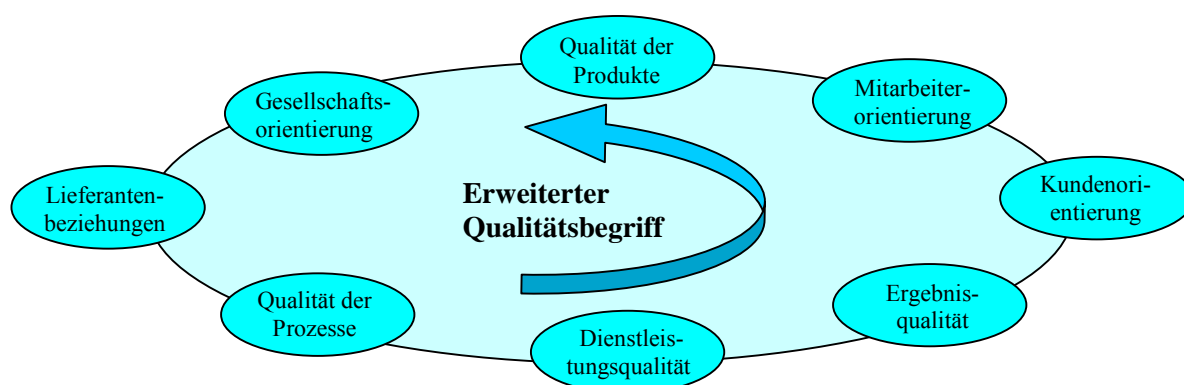 Qualität der
Produkte
Mitarbeiter-
orientierung
Kundenori-
entierung
Ergebnis-
qualität
Dienstleis-
tungsqualität
Qualität der
Prozesse
Lieferanten-
beziehungen
Gesellschafts-
orientierung
Erweiterter
Qualitätsbegriff